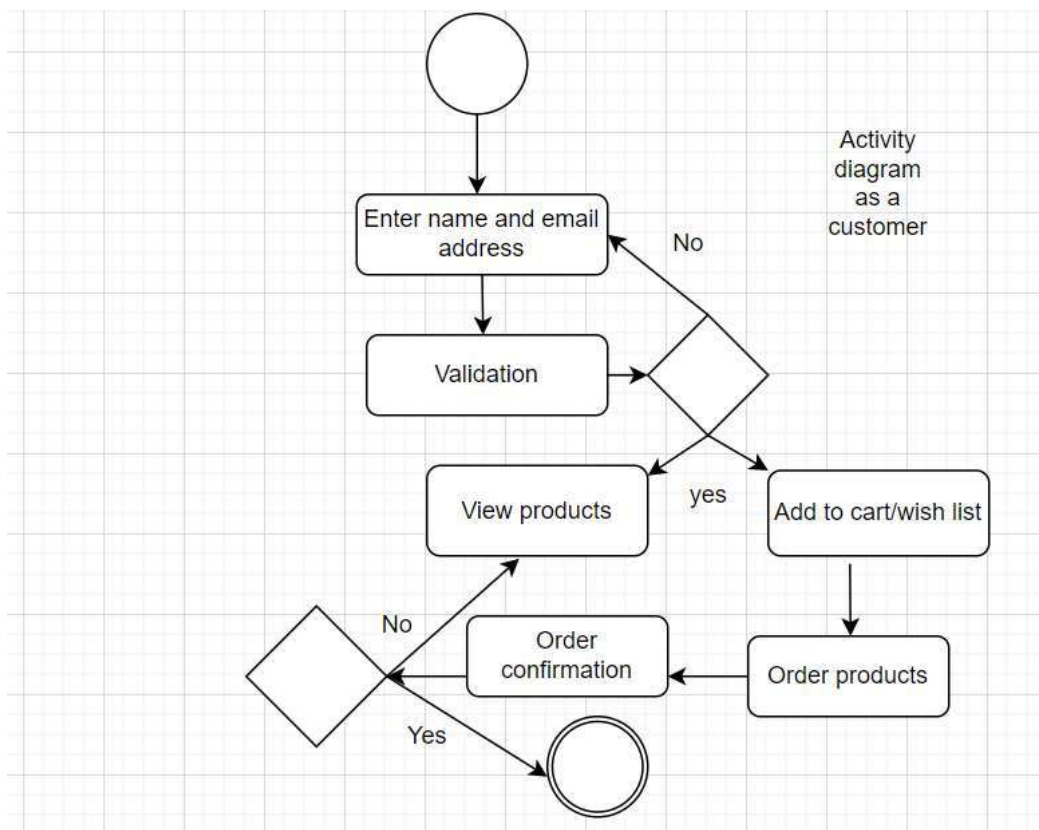 Activity
diagram
as a
customer
Enter name and email
address
No
Validation
View products
yes
Add to cart/wish list
No
Order
confirmation
Order products
Yes